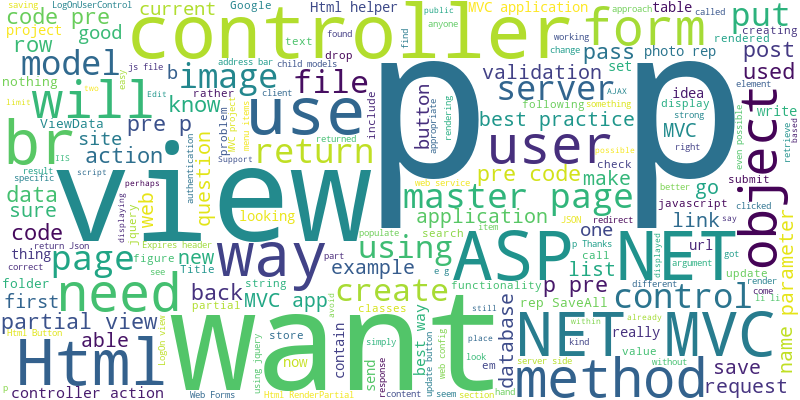 controller
form
put
p p
view
want
use
user
code pre
current
Google
Html helper
MVC application
table
creating
LogOnUserControl
saving
project
text
drop
public
anyone
approach
called
found
working
change
row
good
js file
address bar
child models
include
find
pass
photo rep
post
model
image
file
validation
set
used
nothing
easy
limit
two
Edit
b
rather
client
server
AJAX
something
idea
display
strong
element
will
know
problem
MVC project
menu items
button
appropriate
rendering
following
best practice
MVC
right
write
retrieve
based
even possible
br
ViewData
pre p
IIS
site
action
question
return
returned
Support
result
script
perhaps
specific
authentication
displaying
web
jquery
looking
pre code
web service
possible
check
javascript
submit
object
data
sure
code
Expires header
master page
make
go
better
clicked
link
say
JSON
redirect
thing
return Json
correct
page
figure
see
new
Title
way
part
populate
using
application
search
item
p Thanks
one
url
got
folder
first
need
partial
string
example
e g
functionality
call
list
displayed
argument
update
render
come
different
li li
ASP NET
back
MVC app
contain
classes
avoid
create
p pre
rep SaveAll
control
name parameter
partial view
able
Html Button
LogOn view
using jquery
store
now
send
simply
response
best way
update button
web config
still
place
look
em
database
within
already
kind
really
value
without
save
request
Html
controller action
Web Forms
Html RenderPartial
content
seem
section
hand
server side
NET MVC
method
p